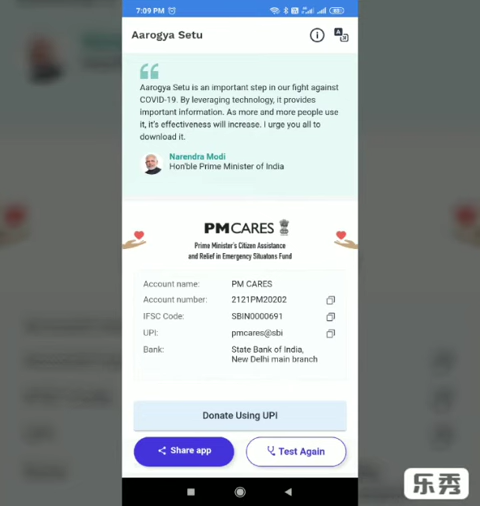 7:09 PM
Aarogya Setu
Aarogya Setu is an important step in our fight against
COVID-19. By leveraging technology, it provides
important information. As more and more people use
it, it's effectiveness will increase. I urge you all to
download it.
Narendra Modi
Hon'ble Prime Minister of India
PM CARES
Prime Minister's Citizen Assistance
and Relief in Emergency Situations Fund
Account name: PM CARES
Account number: 2121PM20202
IFSC Code: SBIN0000691
UPI: pmcares@sbi
Bank: State Bank of India,
New Delhi main branch
Donate Using UPI
Share app
Test Again
乐秀